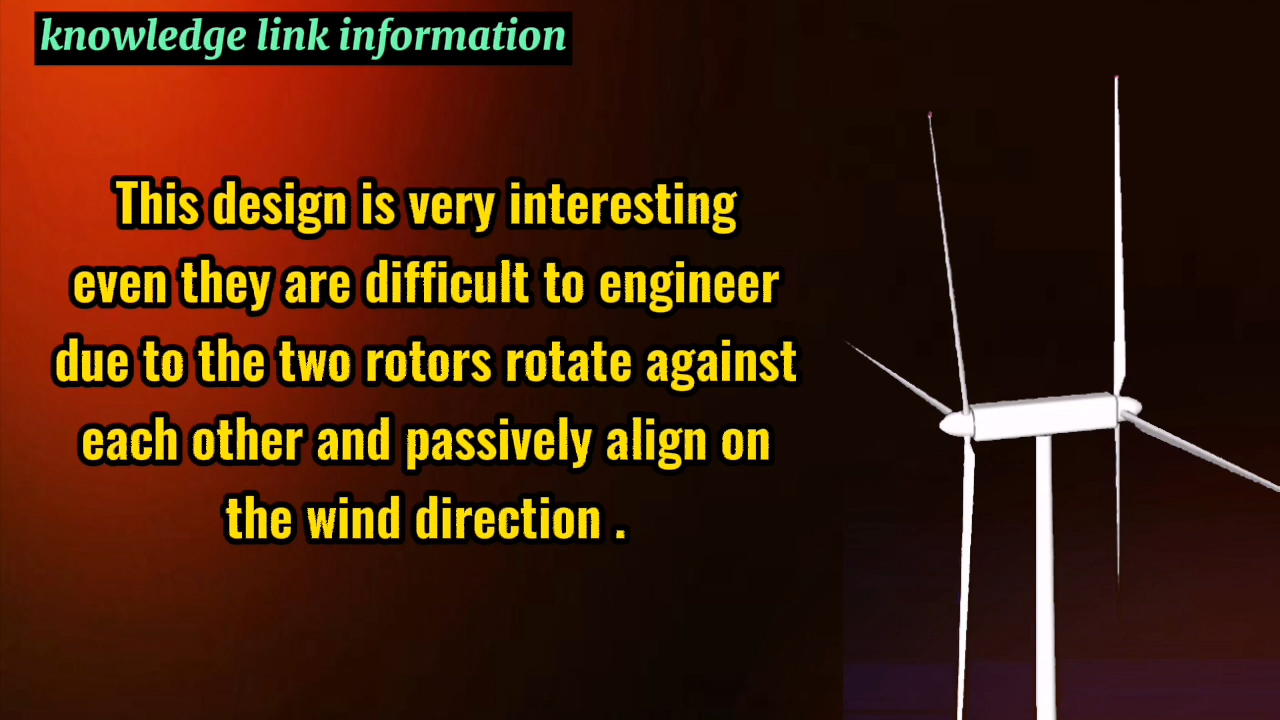 knowledge link information
This design is very interesting
even they are difficult to engineer
due to the two rotors rotate against
each other and passively align on
the wind direction .